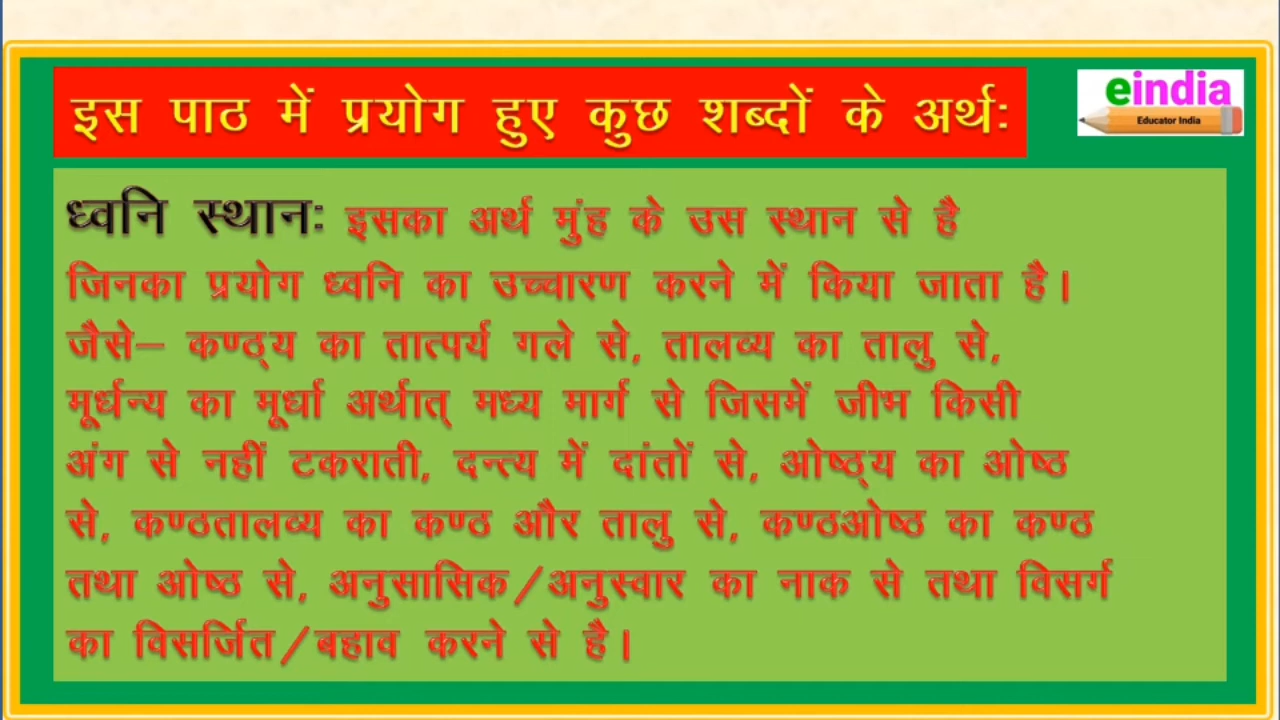 इस पाठ में प्रयोग हुए कुछ शब्दों के अर्थ:
eindia
Educator India
ध्वनि स्थान: इसका अर्थ मुंह के उस स्थान से है
जिनका प्रयोग ध्वनि का उच्चारण करने में किया जाता है।
जैसे– कण्ठ्य का तात्पर्य गले से, तालव्य का तालु से,
मूर्धन्य का मूर्धा अर्थात् मध्य मार्ग से जिसमें जीभ किसी
अंग से नहीं टकराती, दन्त्य में दांतों से, ओष्ठ्य का ओष्ठ
से, कण्ठतालव्य का कण्ठ और तालु से, कण्ठओष्ठ का कण्ठ
तथा ओष्ठ से, अनुसासिक/अनुस्वार का नाक से तथा विसर्ग
का विसर्जित/बहाव करने से है।